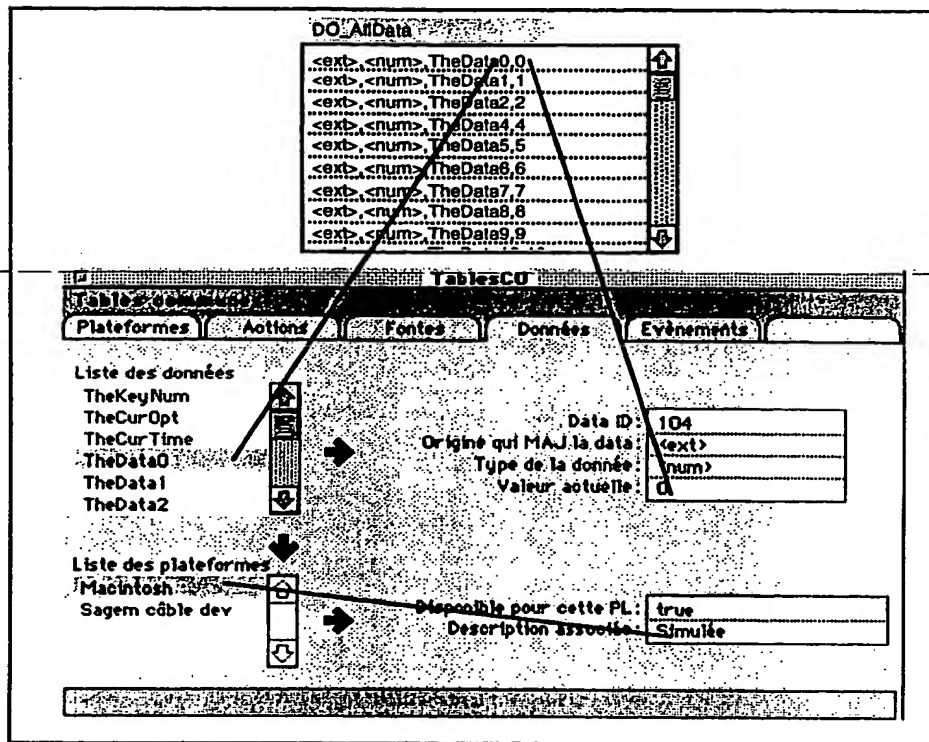 DO_AllData
<ext>,<num>,TheData0,0
<ext>,<num>,TheData1,1
<ext>,<num>,TheData2,2
<ext>,<num>,TheData4,4
<ext>,<num>,TheData5,5
<ext>,<num>,TheData6,6
<ext>,<num>,TheData7,7
<ext>,<num>,TheData8,8
<ext>,<num>,TheData9,9
TablesCO
Tables communes
Plateformes Actions Fontes Données Evènements
Liste des données
TheKeyNum
TheCurOpt
TheCurTime
TheData0
TheData1
TheData2
Data ID: 104
Origine qui MAJ la data: <ext>
Type de la donnée: <num>
Valeur actuelle: 0
Liste des plateformes
Macintosh
Sagem câble dev
Disponible pour cette PL: true
Description associée: Simulée